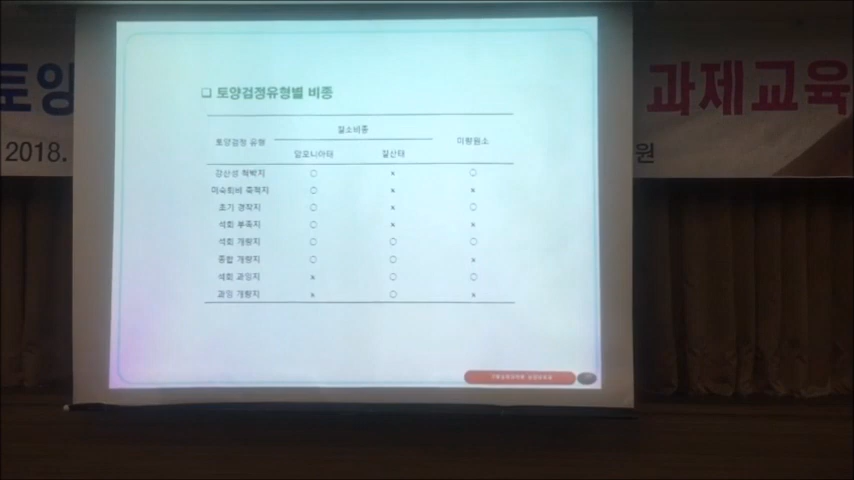 토양
과제교육
2018.
원
❏ 토양검정유형별 비종
토양검정 유형
질소비종
미량원소
암모니아태
질산태
강산성 척박지 ○ x ○
미숙퇴비 축적지 ○ x x
초기 경작지 ○ x ○
석회 부족지 ○ x x
석회 개량지 ○ ○ ○
종합 개량지 ○ ○ x
석회 과잉지 x ○ ○
과잉 개량지 x ○ x